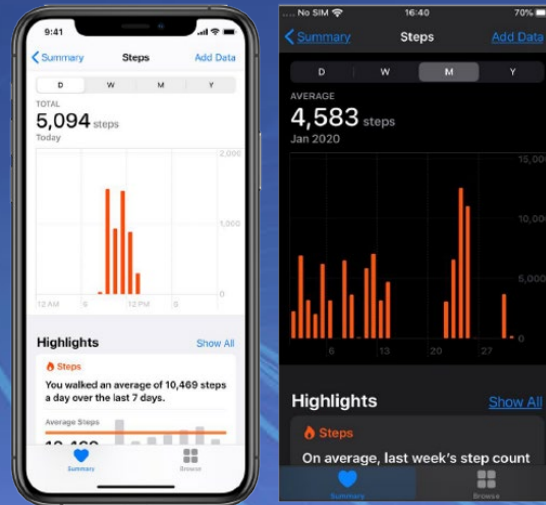 9:41
Summary
Steps
Add Data
D
W
M
Y
TOTAL
5,094 steps
Today
2,000
1,000
0
12 AM
6
12 PM
6
Highlights
Show All
Steps
You walked an average of 10,469 steps
a day over the last 7 days.
Average Steps
Summary
Browse
No SIM
16:40
70%
Summary
Steps
Add Data
D
W
M
Y
AVERAGE
4,583 steps
Jan 2020
15,000
10,000
5,000
0
6
13
20
27
Highlights
Show All
Steps
On average, last week's step count
Summary
Browse